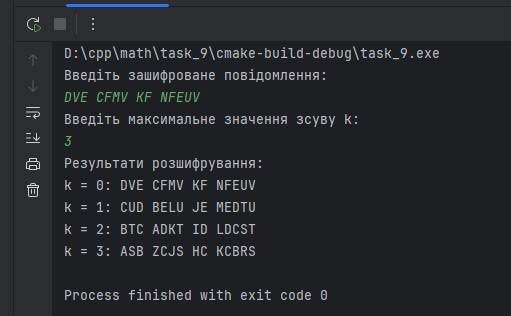 D:\cpp\math\task_9\cmake-build-debug\task_9.exe
Введіть зашифроване повідомлення:
DVE CFMV KF NFEUV
Введіть максимальне значення зсуву k:
3
Результати розшифрування:
k = 0: DVE CFMV KF NFEUV
k = 1: CUD BELU JE MEDTU
k = 2: BTC ADKT ID LDCST
k = 3: ASB ZCJS HC KCBRS
Process finished with exit code 0